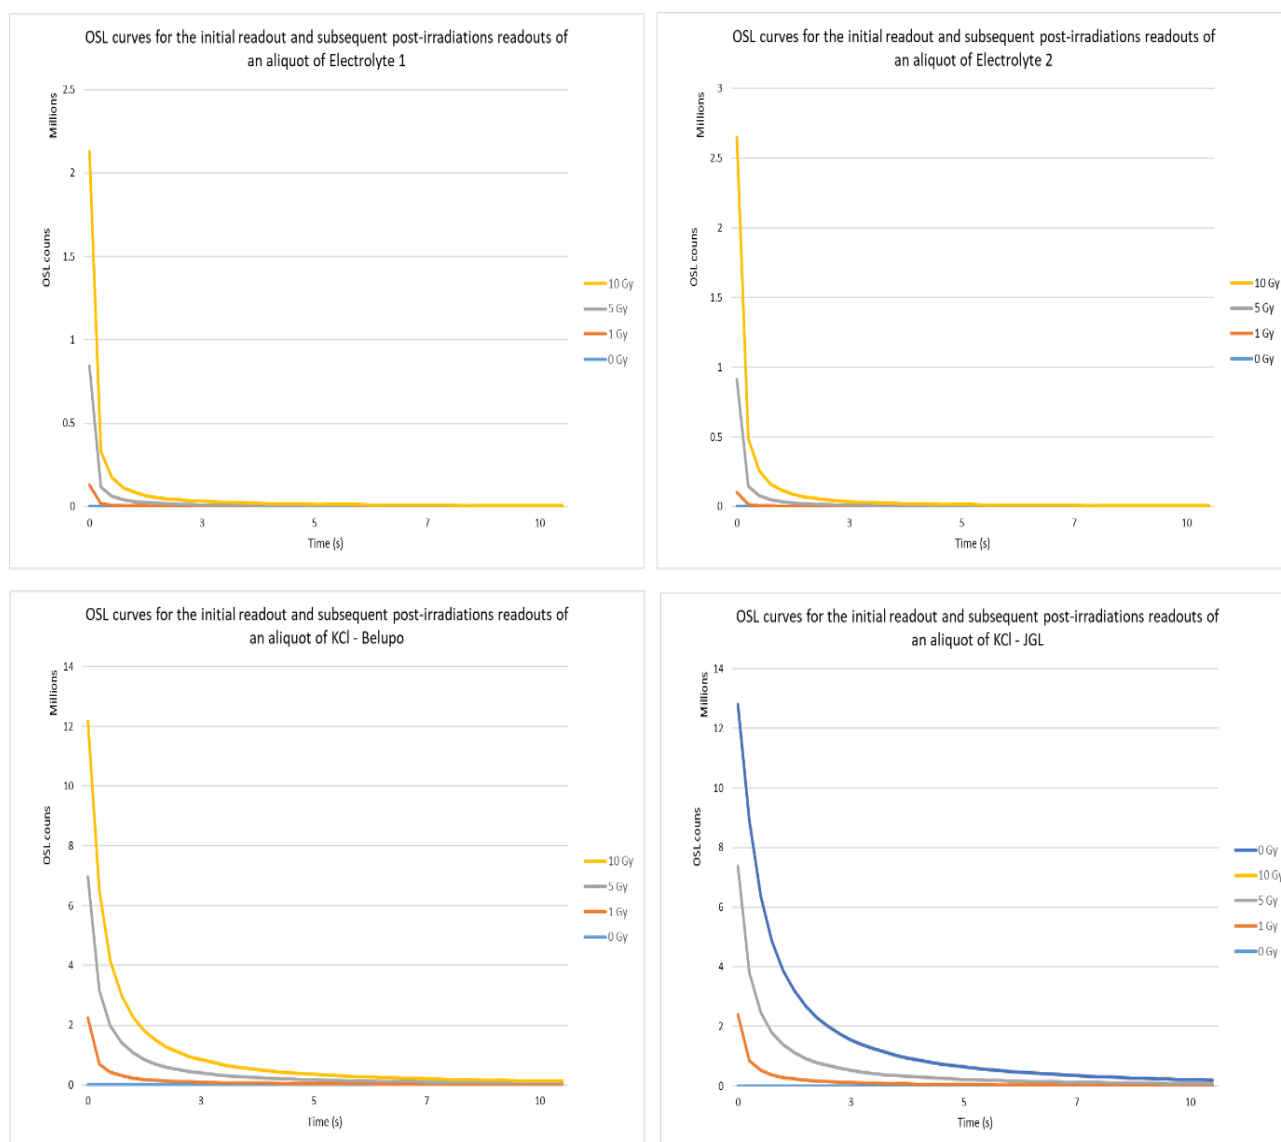 OSL curves for the initial readout and subsequent post-irradiations readouts of
an aliquot of Electrolyte 1
Millions
OSL couns
2.5
2
1.5
1
0.5
0
0
3
5
7
10
Time (s)
10 Gy
5 Gy
1 Gy
0 Gy
OSL curves for the initial readout and subsequent post-irradiations readouts of
an aliquot of Electrolyte 2
Millions
OSL couns
3
2.5
2
1.5
1
0.5
0
0
3
5
7
10
Time (s)
10 Gy
5 Gy
1 Gy
0 Gy
OSL curves for the initial readout and subsequent post-irradiations readouts of
an aliquot of KCl - Belupo
Millions
OSL couns
14
12
10
8
6
4
2
0
0
3
5
7
10
Time (s)
10 Gy
5 Gy
1 Gy
0 Gy
OSL curves for the initial readout and subsequent post-irradiations readouts of
an aliquot of KCl - JGL
Millions
OSL couns
14
12
10
8
6
4
2
0
0
3
5
7
10
Time (s)
0 Gy
10 Gy
5 Gy
1 Gy
0 Gy